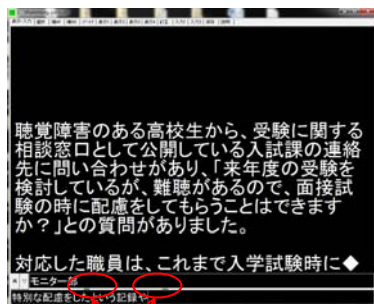 聴覚障害のある高校生から、受験に関する
相談窓口として公開している入試課の連絡
先に問い合わせがあり、「来年度の受験を
検討しているが、難聴があるので、面接試
験の時に配慮をしてもらうことはできます
か？」との質問がありました。
対応した職員は、これまで入学試験時に◆
モニター部
特別な配慮をしたという記録や